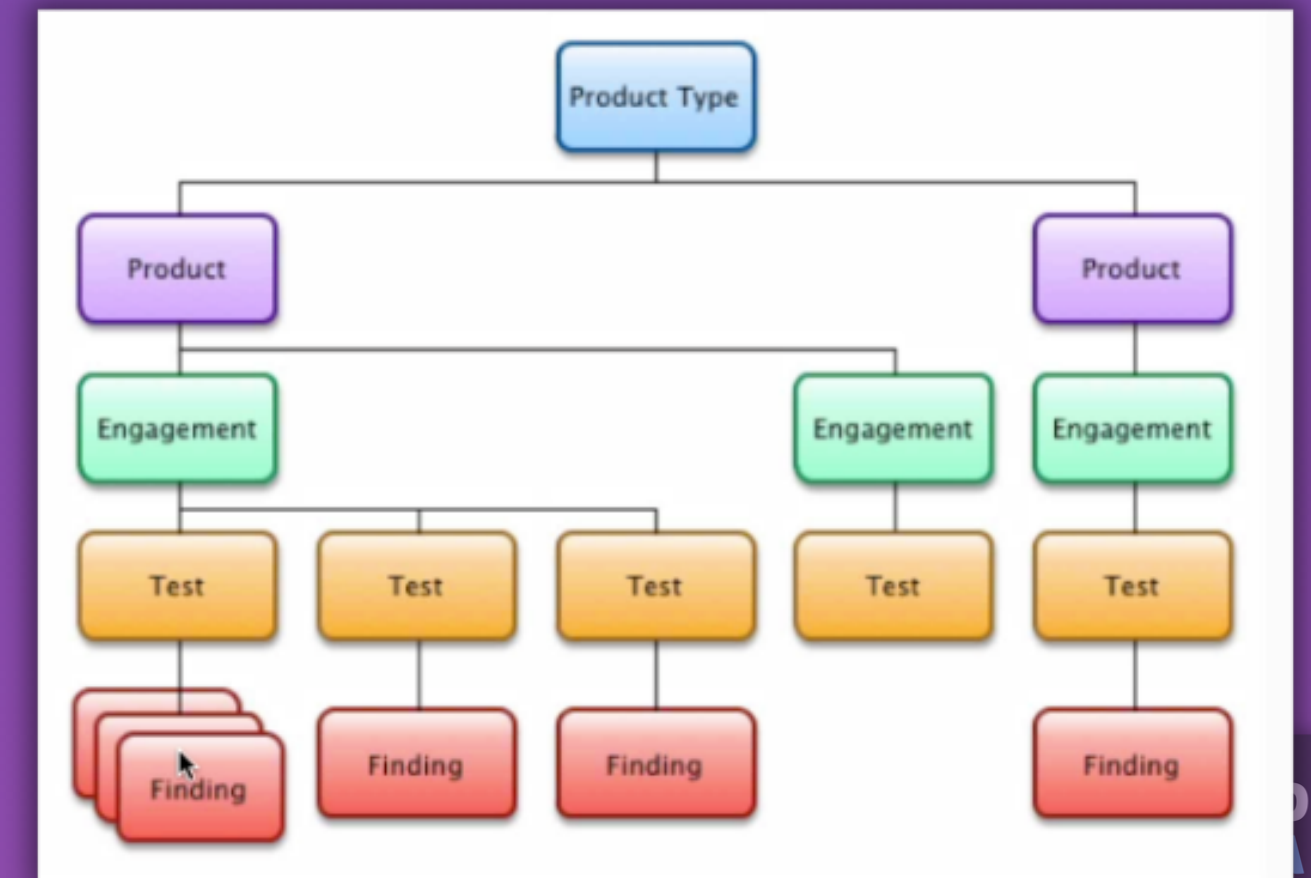 Product Type
Product
Product
Engagement
Engagement
Engagement
Test
Test
Test
Test
Test
Finding
Finding
Finding
Finding